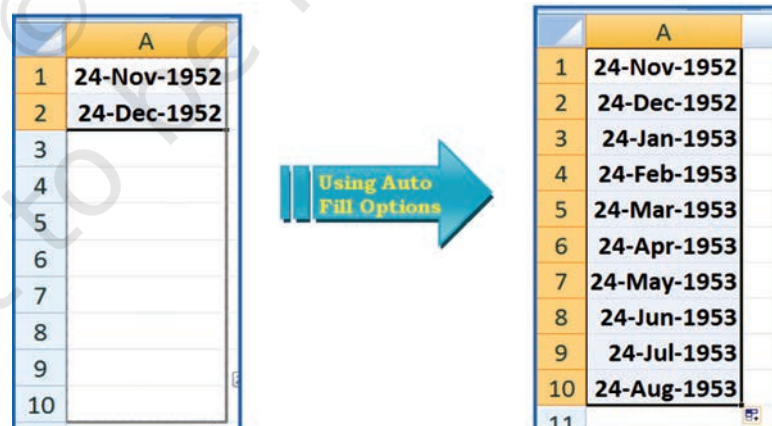 A
1 24-Nov-1952
2 24-Dec-1952
3
4
5
6
7
8
9
10
Using Auto
Fill Options
A
1 24-Nov-1952
2 24-Dec-1952
3 24-Jan-1953
4 24-Feb-1953
5 24-Mar-1953
6 24-Apr-1953
7 24-May-1953
8 24-Jun-1953
9 24-Jul-1953
10 24-Aug-1953
11
to be